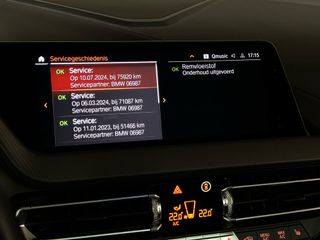 Servicegeschiedenis
Qmusic
17:15
OK Service:
Op 10.07.2024, bij 75920 km
Servicepartner: BMW 06987
OK Service:
Op 06.03.2024, bij 71087 km
Servicepartner: BMW 06987
OK Service:
Op 11.01.2023, bij 51466 km
Servicepartner: BMW 06987
OK Remvloeistof
Onderhoud uitgevoerd
22.0 22.0
A/C